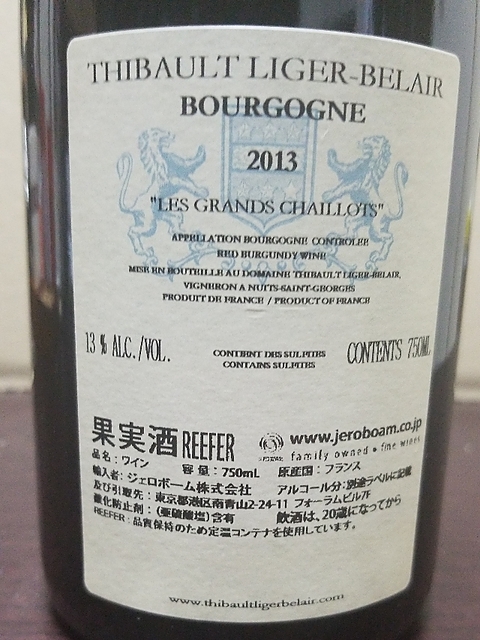 THIBAULT LIGER-BELAIR
BOURGOGNE
2013
"LES GRANDS CHAILLOTS"
APPELLATION BOURGOGNE CONTROLEE
RED BURGUNDY WINE
MISE EN BOUTEILLE AU DOMAINE THIBAULT LIGER-BELAIR,
VIGNERON A NUITS-SAINT-GEORGES
PRODUIT DE FRANCE / PRODUCT OF FRANCE
13 % ALC./VOL.
CONTIENT DES SULFITES
CONTAINS SULFITES
CONTENTS 750ML
果実酒 REEFER
www.jeroboam.co.jp
family owned • fine wines
品名：ワイン 容量：750mL 原産国：フランス
輸入者：ジェロボーム株式会社 アルコール分：別途ラベルに記載
及び引取先：東京都港区南青山2-24-11 フォーラムビル7F
酸化防止剤：(亜硫酸塩)含有 飲酒は、20歳になってから
REEFER：品質保持のため定温コンテナを使用しています。
www.thibaultligerbelair.com